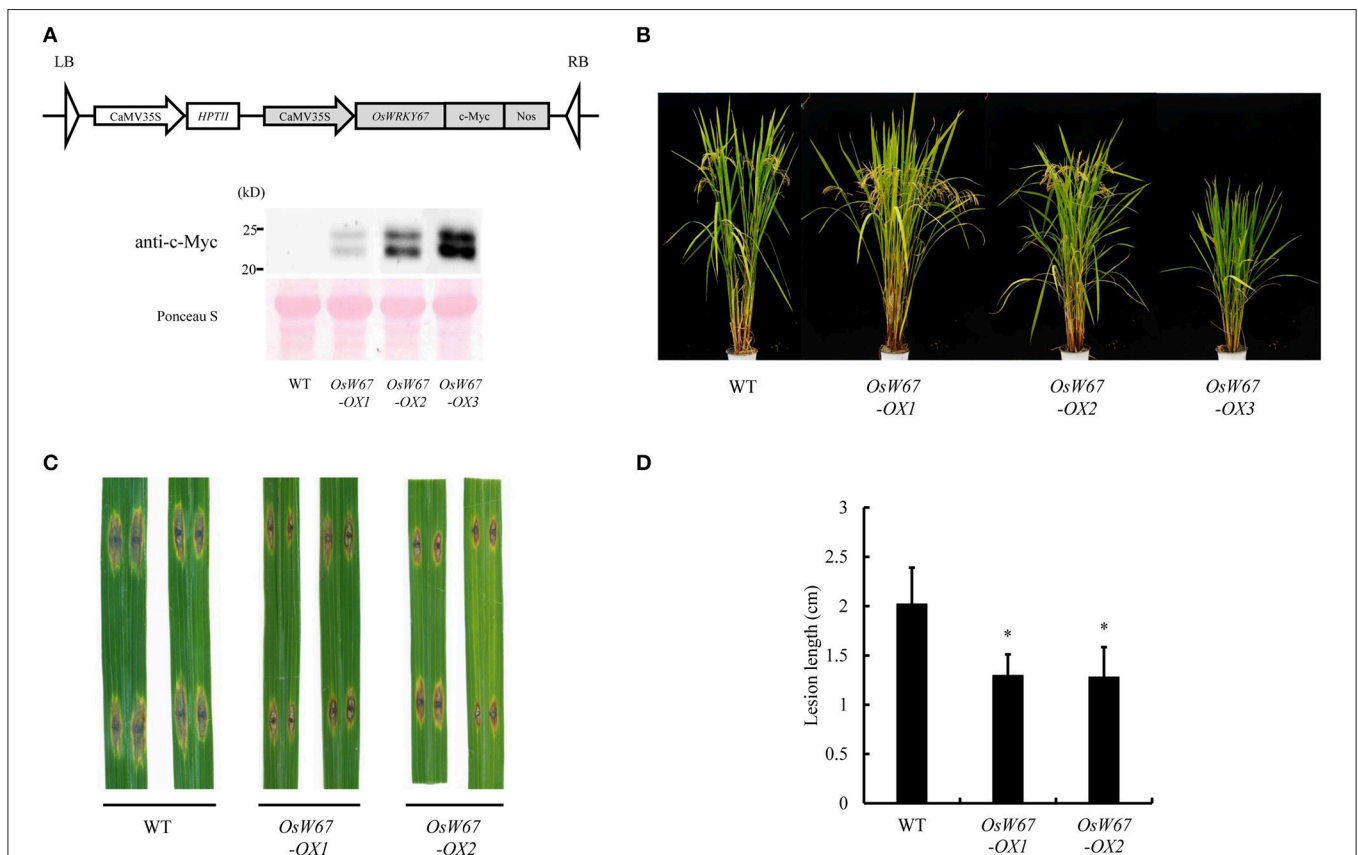 A
LB RB
CaMV35S HPTII CaMV35S OsWRKY67 c-Myc Nos
(kD)
anti-c-Myc
25
20
Ponceau S
WT OsW67 OsW67 OsW67
-OX1 -OX2 -OX3
B
WT OsW67 OsW67 OsW67
-OX1 -OX2 -OX3
C
WT OsW67 OsW67
-OX1 -OX2
D
Lesion length (cm)
3
2.5
2
1.5
1
0.5
0
* *
WT OsW67 OsW67
-OX1 -OX2